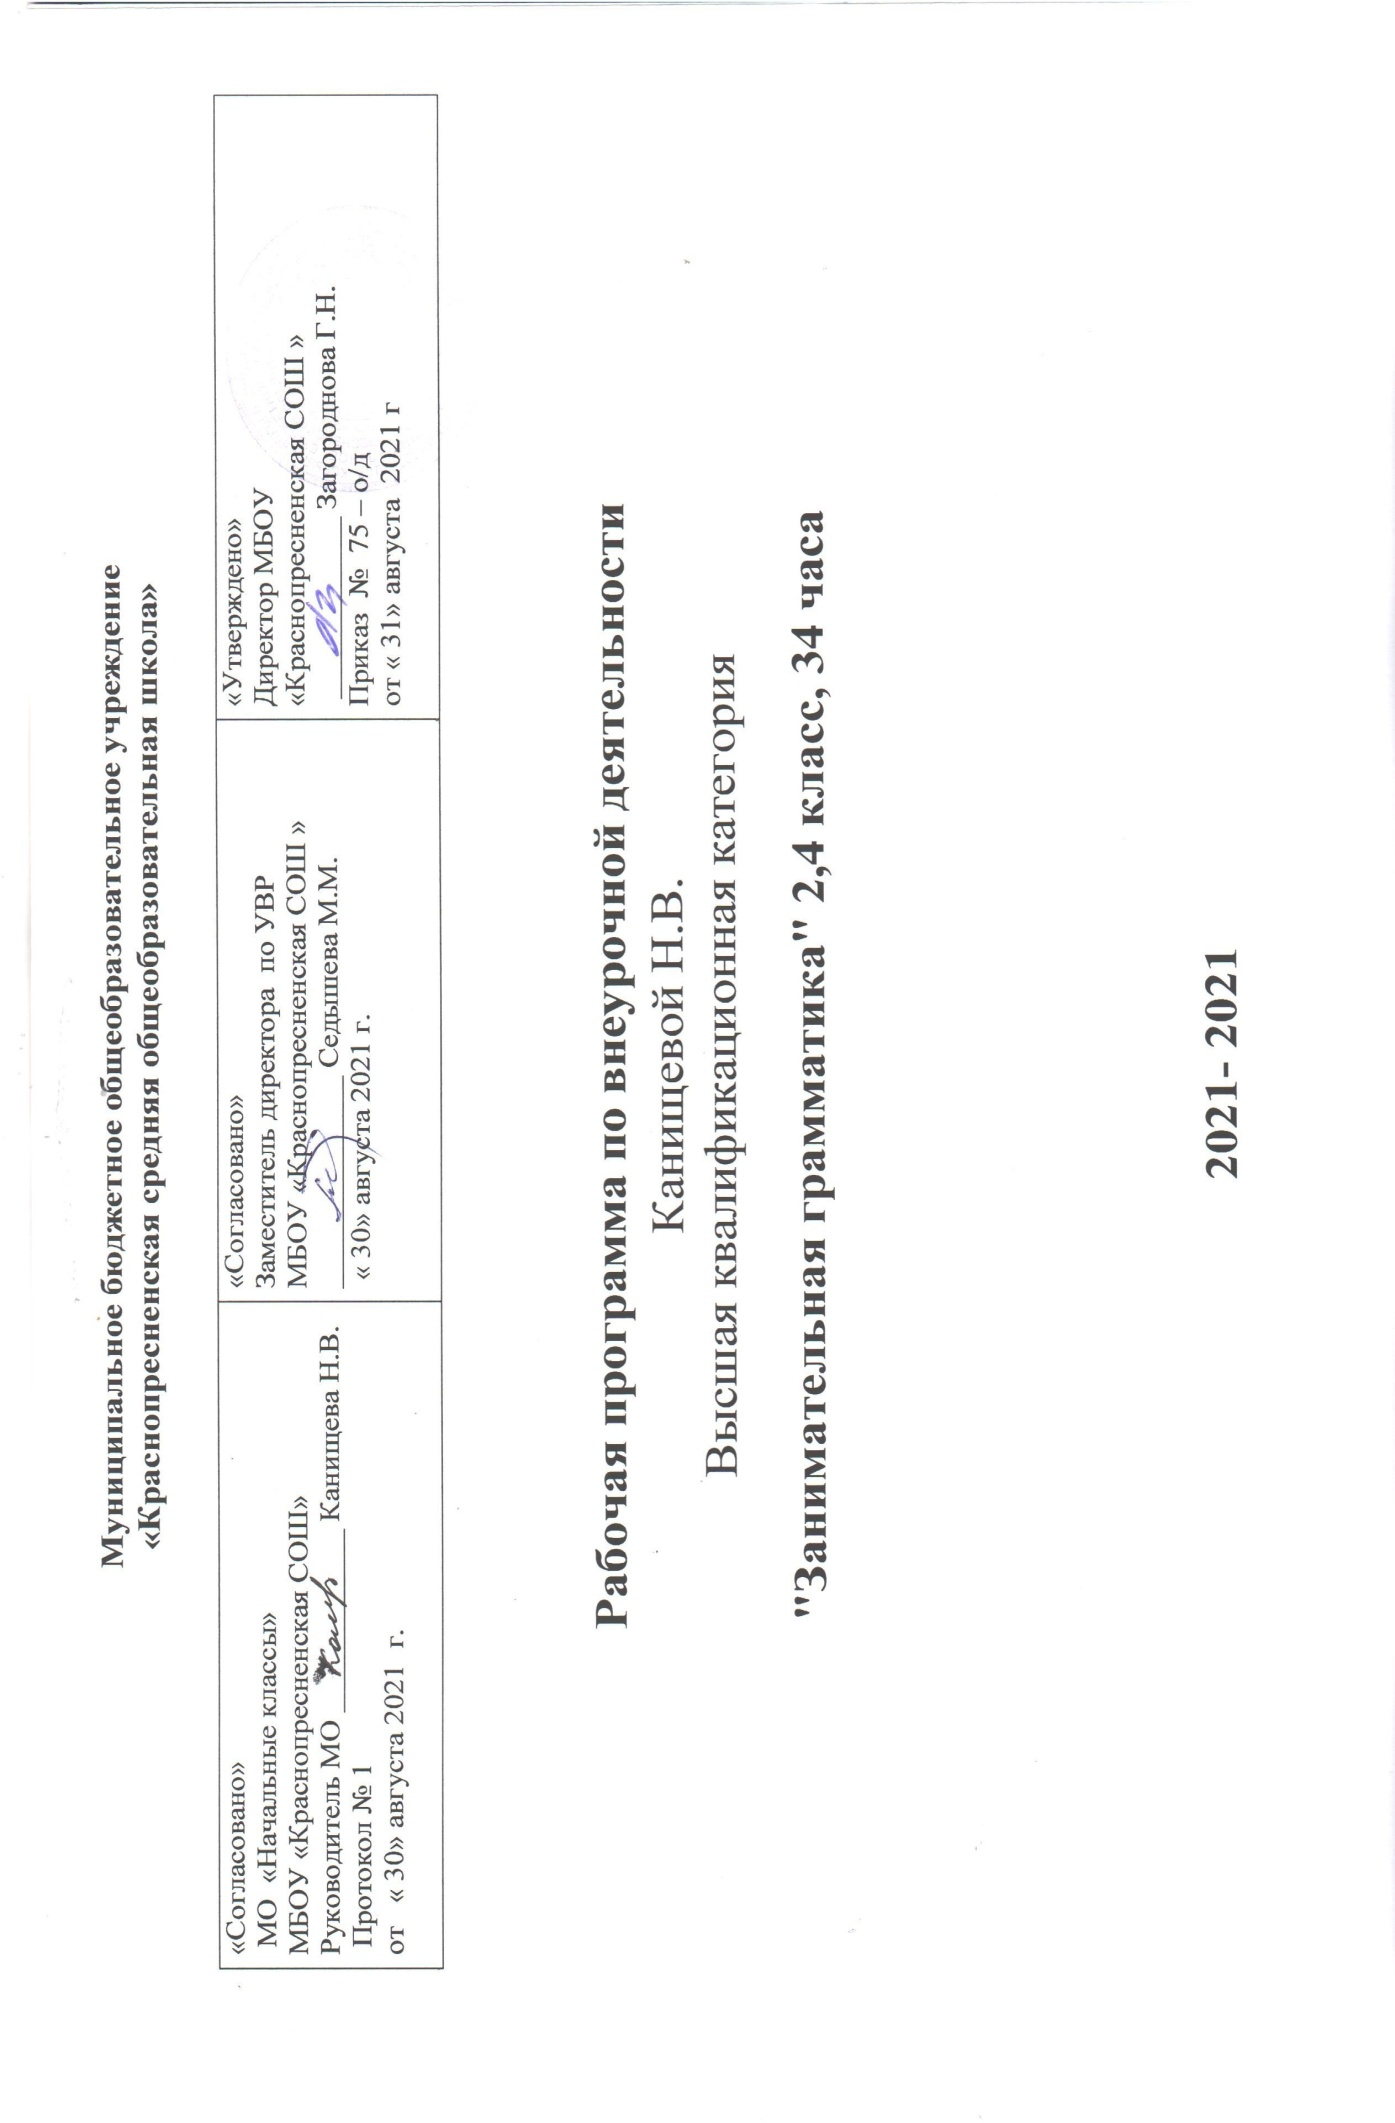 Муниципальное бюджетное общеобразовательное учреждение
«Краснопресненская средняя общеобразовательная школа»
«Согласовано»
МО «Начальные классы»
МБОУ «Краснопресненская СОШ»
Руководитель МО ____________ Канищева Н.В.
Протокол № 1
от « 30» августа 2021 г.
«Согласовано»
Заместитель директора по УВР
МБОУ «Краснопресненская СОШ »
______________ Седышева М.М.
« 30» августа 2021 г.
«Утверждено»
Директор МБОУ
«Краснопресненская СОШ »
____________ Загороднова Г.Н.
Приказ № 75 – о/д
от « 31» августа 2021 г
Рабочая программа по внеурочной деятельности
Канищевой Н.В.
Высшая квалификационная категория
"Занимательная грамматика" 2,4 класс, 34 часа
2021- 2021